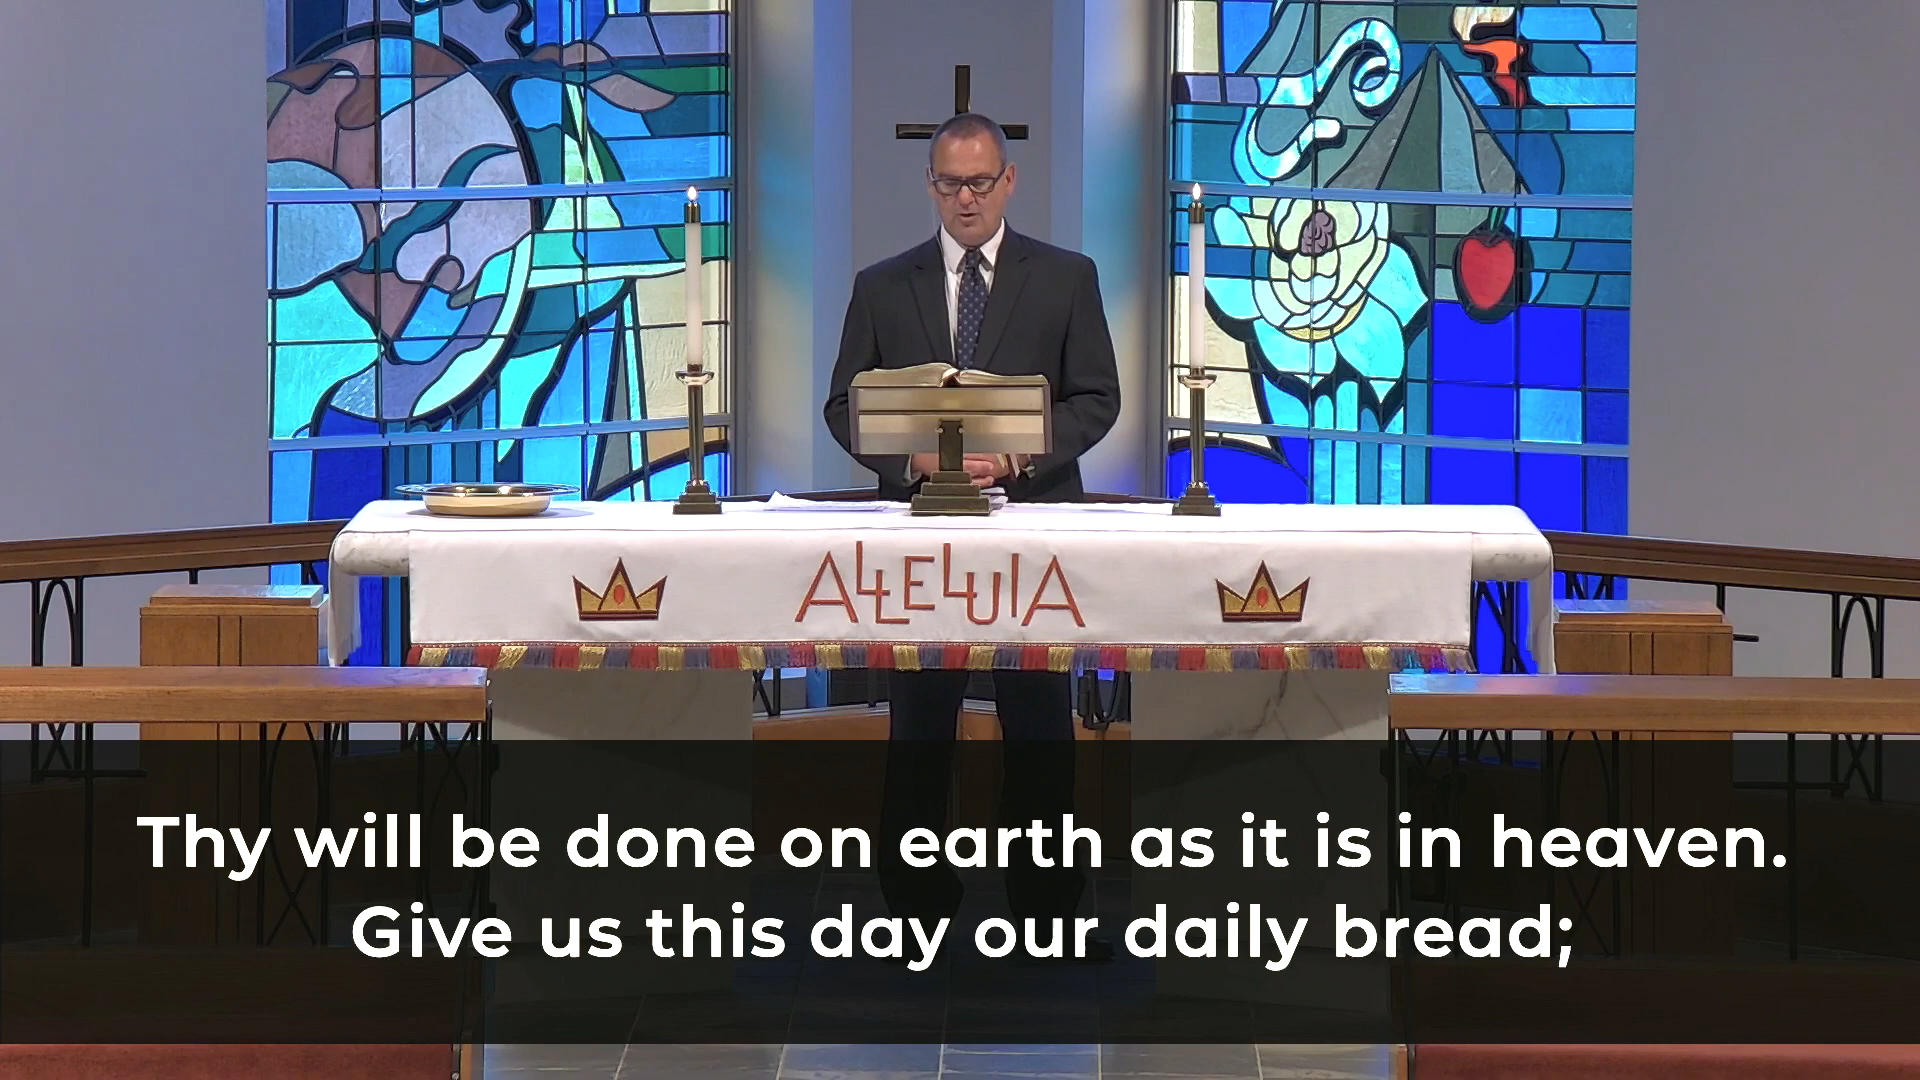 ALLELUIA
Thy will be done on earth as it is in heaven.
Give us this day our daily bread;